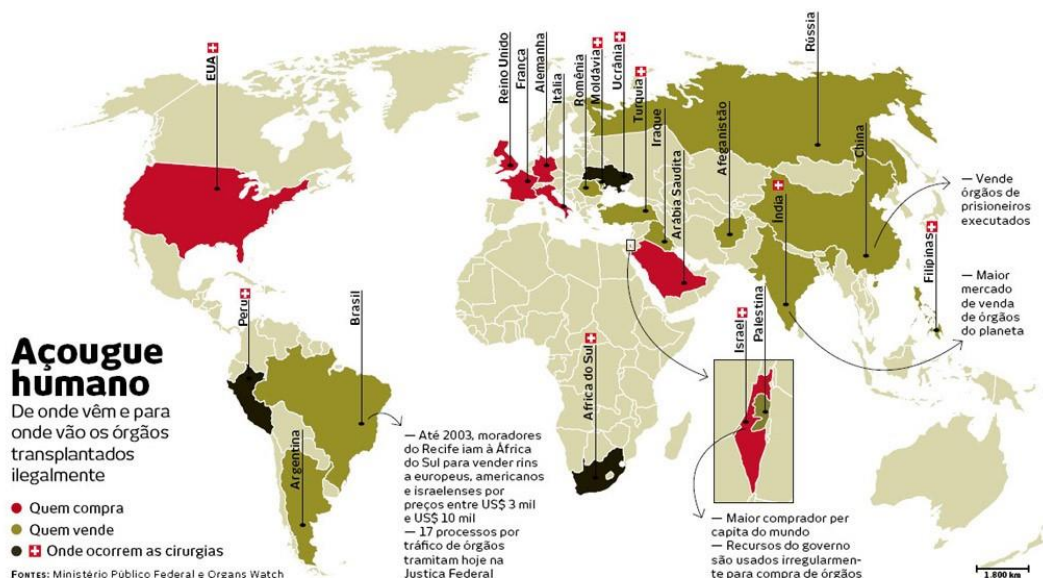 Açougue
humano
De onde vêm e para
onde vão os órgãos
transplantados
ilegalmente
Quem compra
Quem vende
Onde ocorrem as cirurgias
FONTES: Ministério Público Federal e Organs Watch
EUA
Peru
Brasil
Argentina
— Até 2003, moradores
do Recife iam à África
do Sul para vender rins
a europeus, americanos
e israelenses por
preços entre US$ 3 mil
e US$ 10 mil
— 17 processos por
tráfico de órgãos
tramitam hoje na
Justiça Federal
Reino Unido
França
Alemanha
Itália
Romênia
Moldávia
Ucrânia
Turquia
Iraque
Arábia Saudita
Afeganistão
Rússia
China
Índia
Filipinas
África do Sul
Israel
Palestina
— Vende
órgãos de
prisioneiros
executados
— Maior
mercado
de venda
de órgãos
do planeta
— Maior comprador per
capita do mundo
— Recursos do governo
são usados irregularmen-
te para compra de órgãos
1.800 km